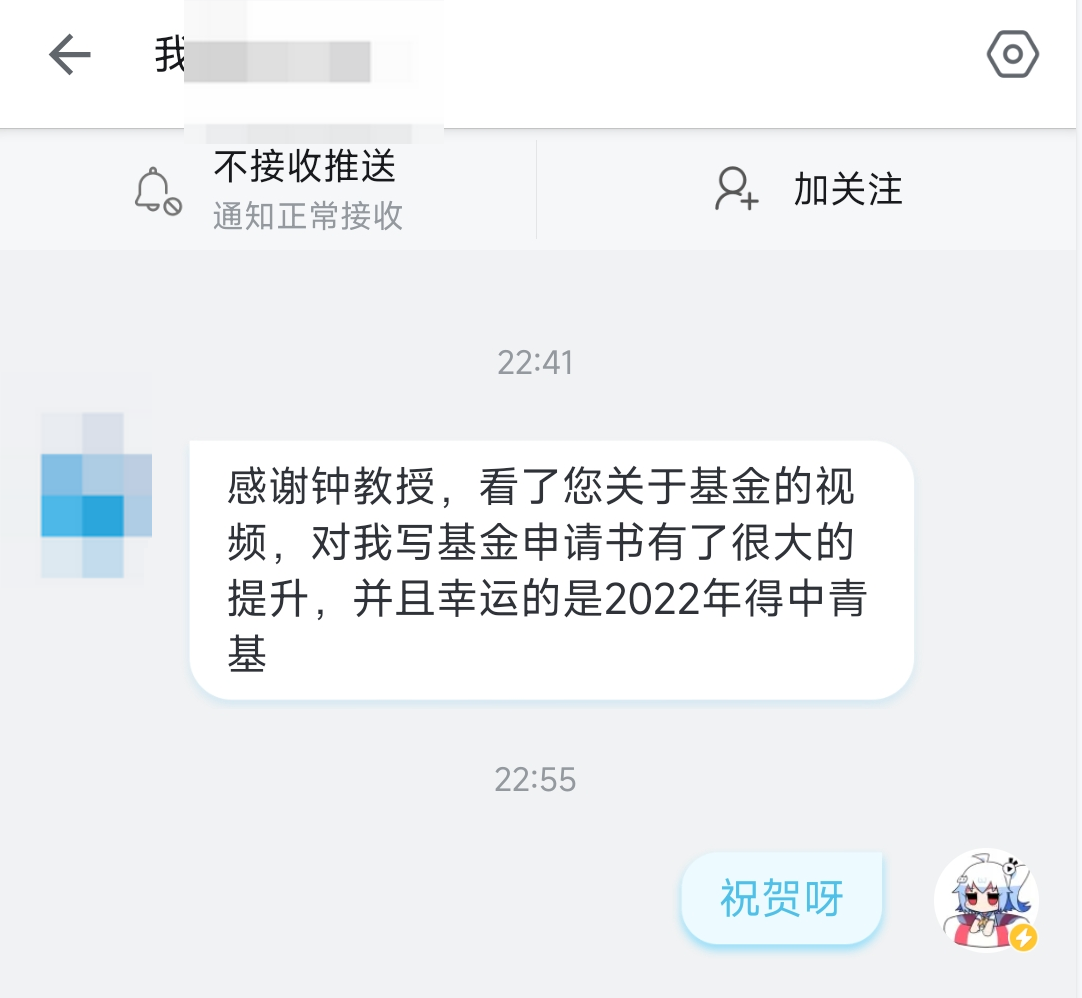 我
不接收推送
通知正常接收
加关注
22:41
感谢钟教授，看了您关于基金的视
频，对我写基金申请书有了很大的
提升，并且幸运的是2022年得中青
基
22:55
祝贺呀